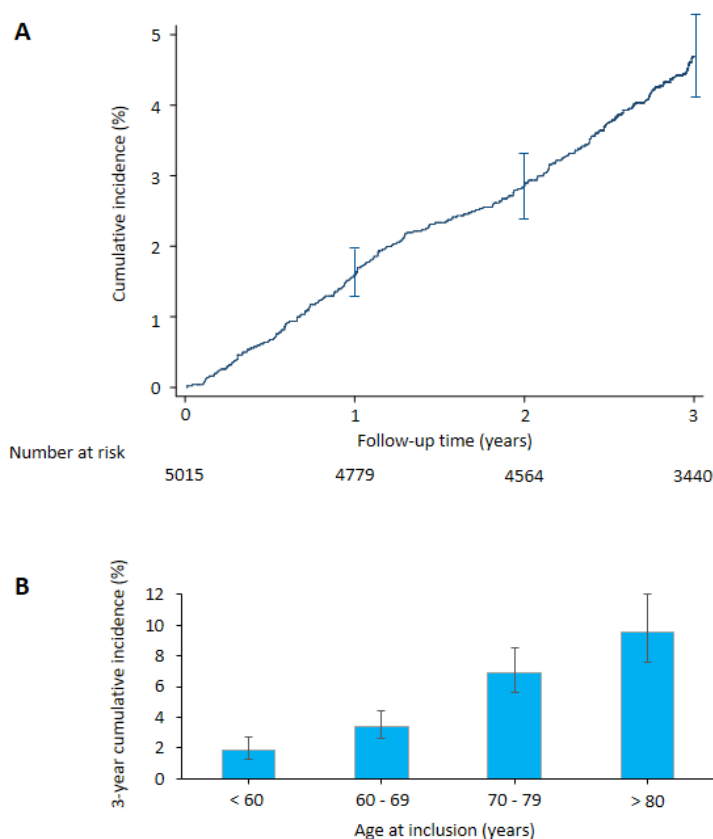 A
Cumulative incidence (%)
5
4
3
2
1
0
0 1 2 3
Follow-up time (years)
Number at risk
5015 4779 4564 3440
B
3-year cumulative incidence (%)
12
10
8
6
4
2
0
< 60 60 - 69 70 - 79 > 80
Age at inclusion (years)